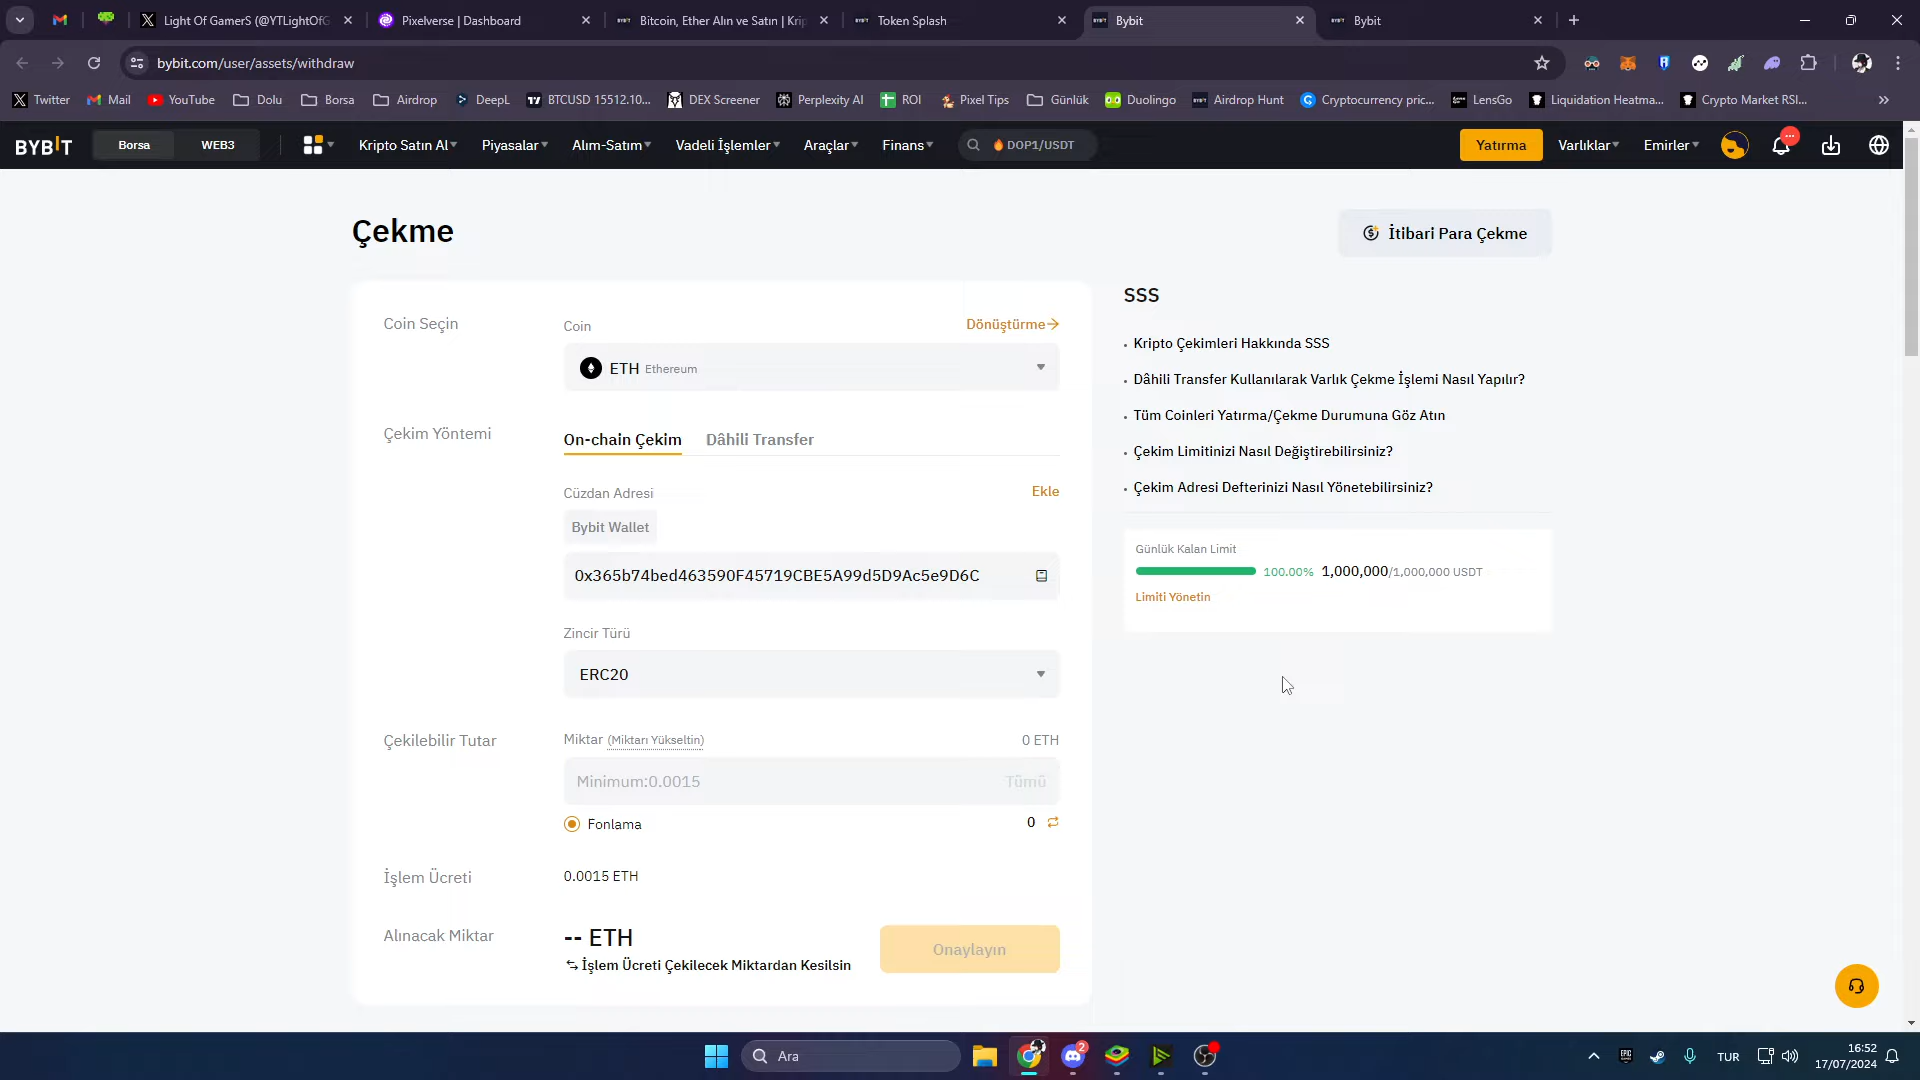 Light Of GamerS (@YTLightOfG
Pixelverse | Dashboard
Bitcoin, Ether Alın ve Satın | Krip
Token Splash
Bybit
Bybit
bybit.com/user/assets/withdraw
Twitter
Mail
YouTube
Dolu
Borsa
Airdrop
DeepL
BTCUSD 15512.10...
DEX Screener
Perplexity AI
ROI
Pixel Tips
Günlük
Duolingo
Airdrop Hunt
Cryptocurrency pric...
LensGo
Liquidation Heatma...
Crypto Market RSI...
BYBIT
Borsa
WEB3
Kripto Satın Al
Piyasalar
Alım-Satım
Vadeli İşlemler
Araçlar
Finans
DOP1/USDT
Yatırma
Varlıklar
Emirler
Çekme
İtibari Para Çekme
Coin Seçin
Coin
Dönüştürme
ETH Ethereum
Çekim Yöntemi
On-chain Çekim
Dâhili Transfer
Cüzdan Adresi
Ekle
Bybit Wallet
0x365b74bed463590F45719CBE5A99d5D9Ac5e9D6C
Zincir Türü
ERC20
Çekilebilir Tutar
Miktar (Miktarı Yükseltin)
0 ETH
Minimum:0.0015
Tümü
Fonlama
0
İşlem Ücreti
0.0015 ETH
Alınacak Miktar
-- ETH
İşlem Ücreti Çekilecek Miktardan Kesilsin
Onaylayın
SSS
Kripto Çekimleri Hakkında SSS
Dâhili Transfer Kullanılarak Varlık Çekme İşlemi Nasıl Yapılır?
Tüm Coinleri Yatırma/Çekme Durumuna Göz Atın
Çekim Limitinizi Nasıl Değiştirebilirsiniz?
Çekim Adresi Defterinizi Nasıl Yönetebilirsiniz?
Günlük Kalan Limit
100.00% 1,000,000/1,000,000 USDT
Limiti Yönetin
Ara
2
TUR
16:52
17/07/2024